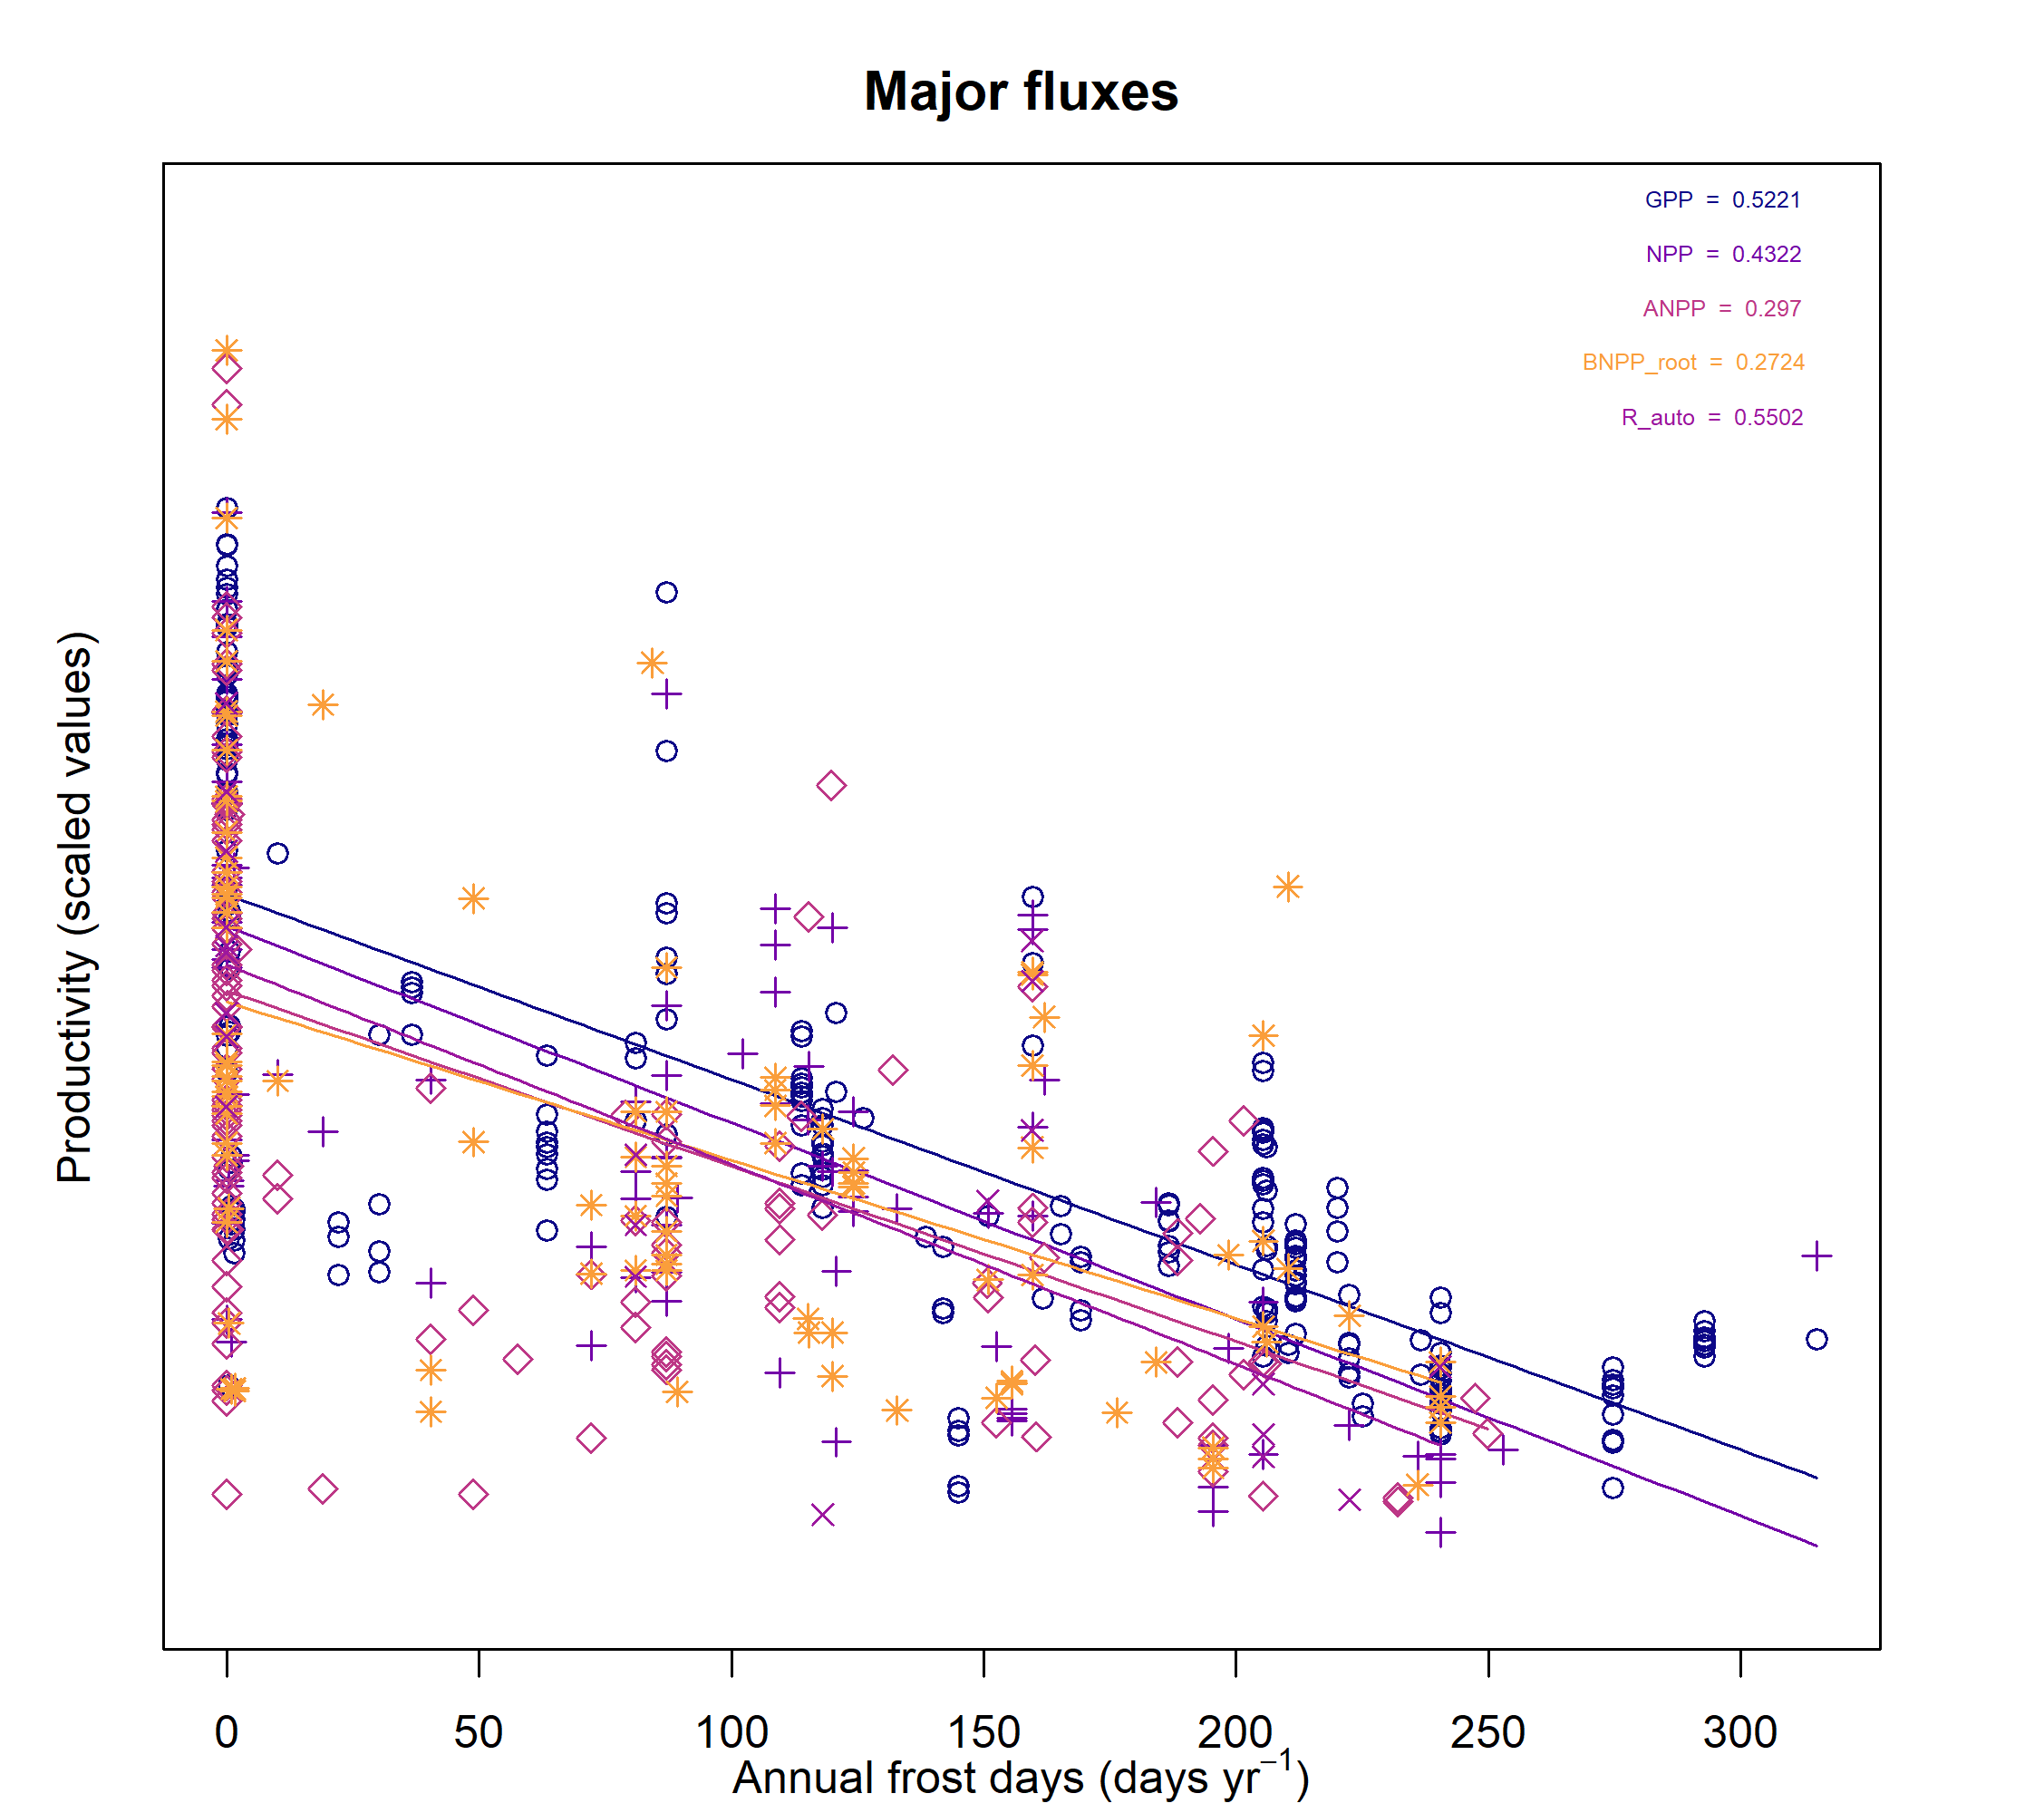 Major fluxes
GPP = 0.5221
NPP = 0.4322
ANPP = 0.297
BNPP_root = 0.2724
R_auto = 0.5502
Productivity (scaled values)
0 50 100 150 200 250 300
Annual frost days (days yr⁻¹)